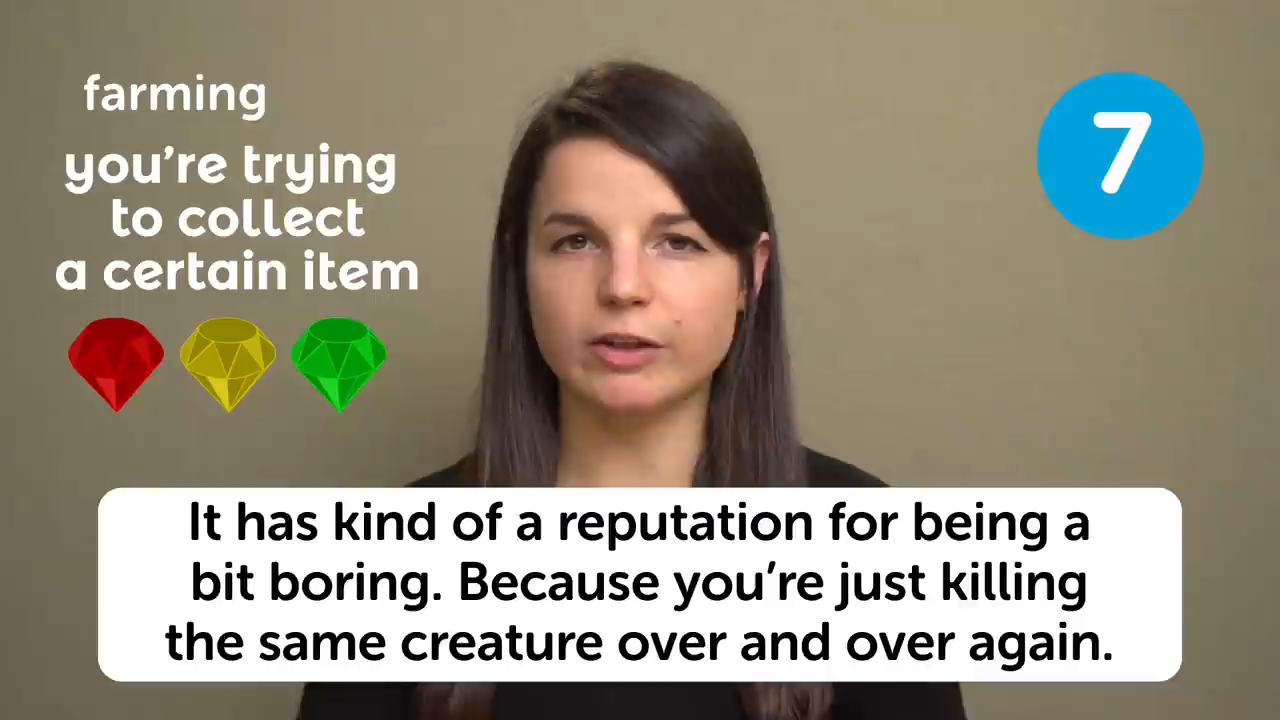 farming
you're trying
to collect
a certain item
7
It has kind of a reputation for being a
bit boring. Because you're just killing
the same creature over and over again.